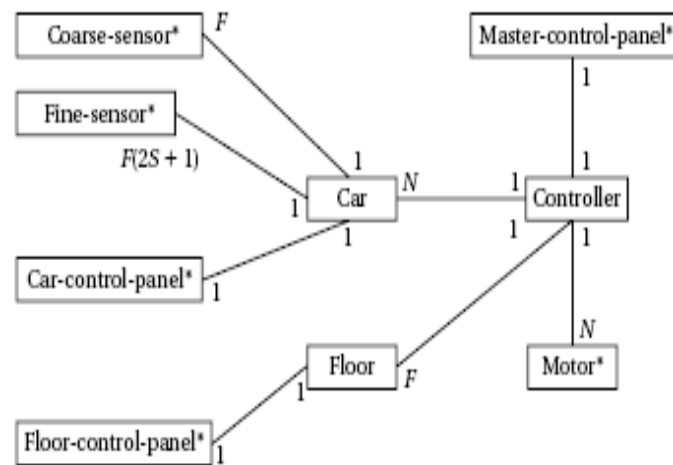 Coarse-sensor*
F
Master-control-panel*
1
Fine-sensor*
F(2S + 1)
1
1
1
Car
N
1
Controller
1
1
1
Car-control-panel*
1
N
Floor
F
Motor*
1
Floor-control-panel*
1